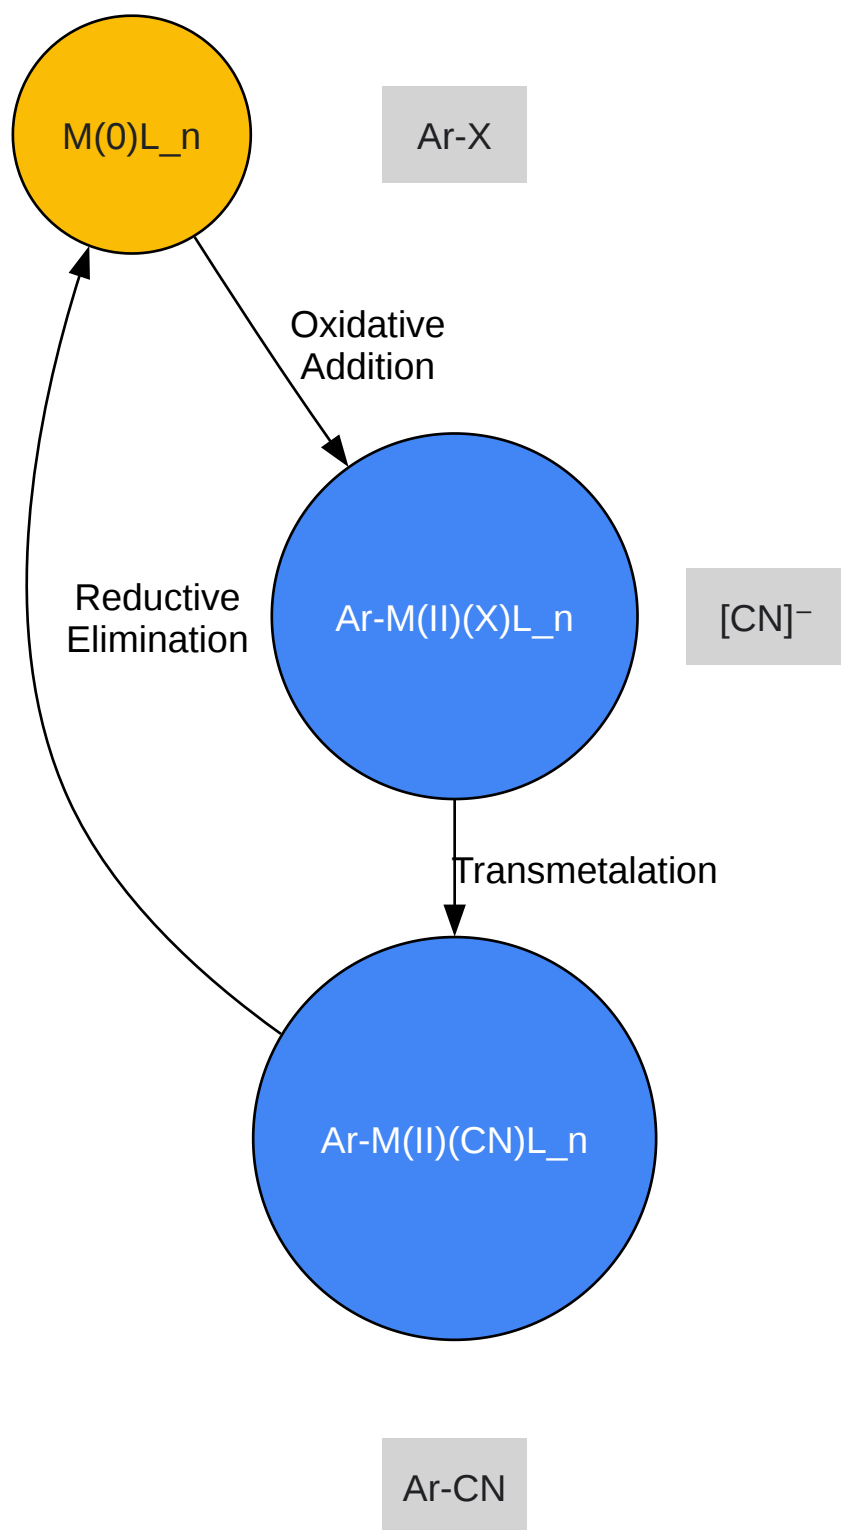 M(0)L_n
Ar-X
Oxidative
Addition
Reductive
Elimination
Ar-M(II)(X)L_n
[CN]⁻
Transmetalation
Ar-M(II)(CN)L_n
Ar-CN